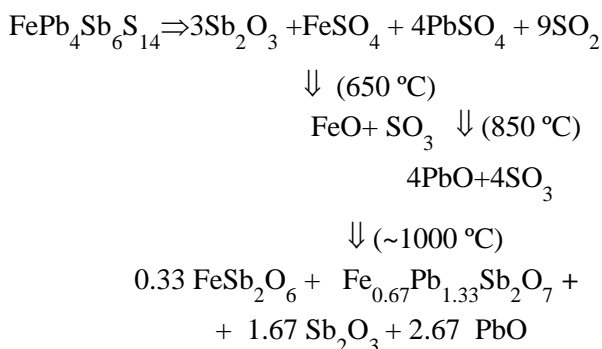 FePb₄Sb₆S₁₄⇒3Sb₂O₃ +FeSO₄ + 4PbSO₄ + 9SO₂
⇓ (650 ºC)
FeO+ SO₃ ⇓(850 ºC)
4PbO+4SO₃
⇓ (~1000 ºC)
0.33 FeSb₂O₆ + Fe₀.₆₇Pb₁.₃₃Sb₂O₇ +
+ 1.67 Sb₂O₃ + 2.67 PbO